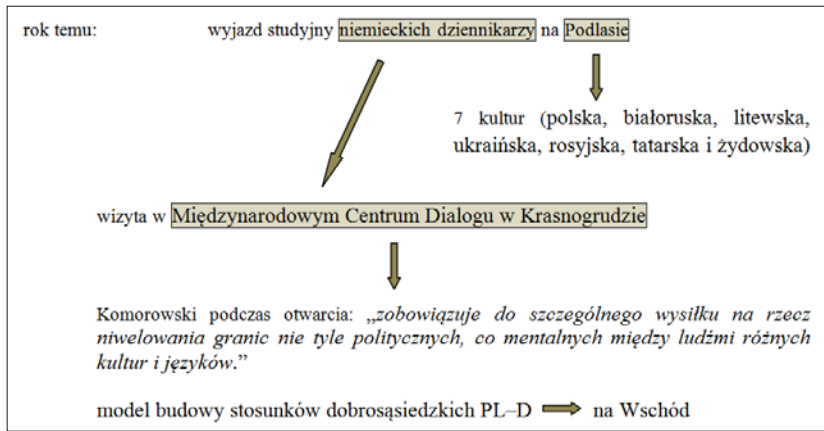 rok temu: wyjazd studyjny niemieckich dziennikarzy na Podlasie
7 kultur (polska, białoruska, litewska,
ukraińska, rosyjska, tatarska i żydowska)
wizyta w Międzynarodowym Centrum Dialogu w Krasnogrudzie
Komorowski podczas otwarcia: „zobowiązuje do szczególnego wysiłku na rzecz
niwelowania granic nie tyle politycznych, co mentalnych między ludźmi różnych
kultur i języków.”
model budowy stosunków dobrosąsiedzkich PL–D na Wschód